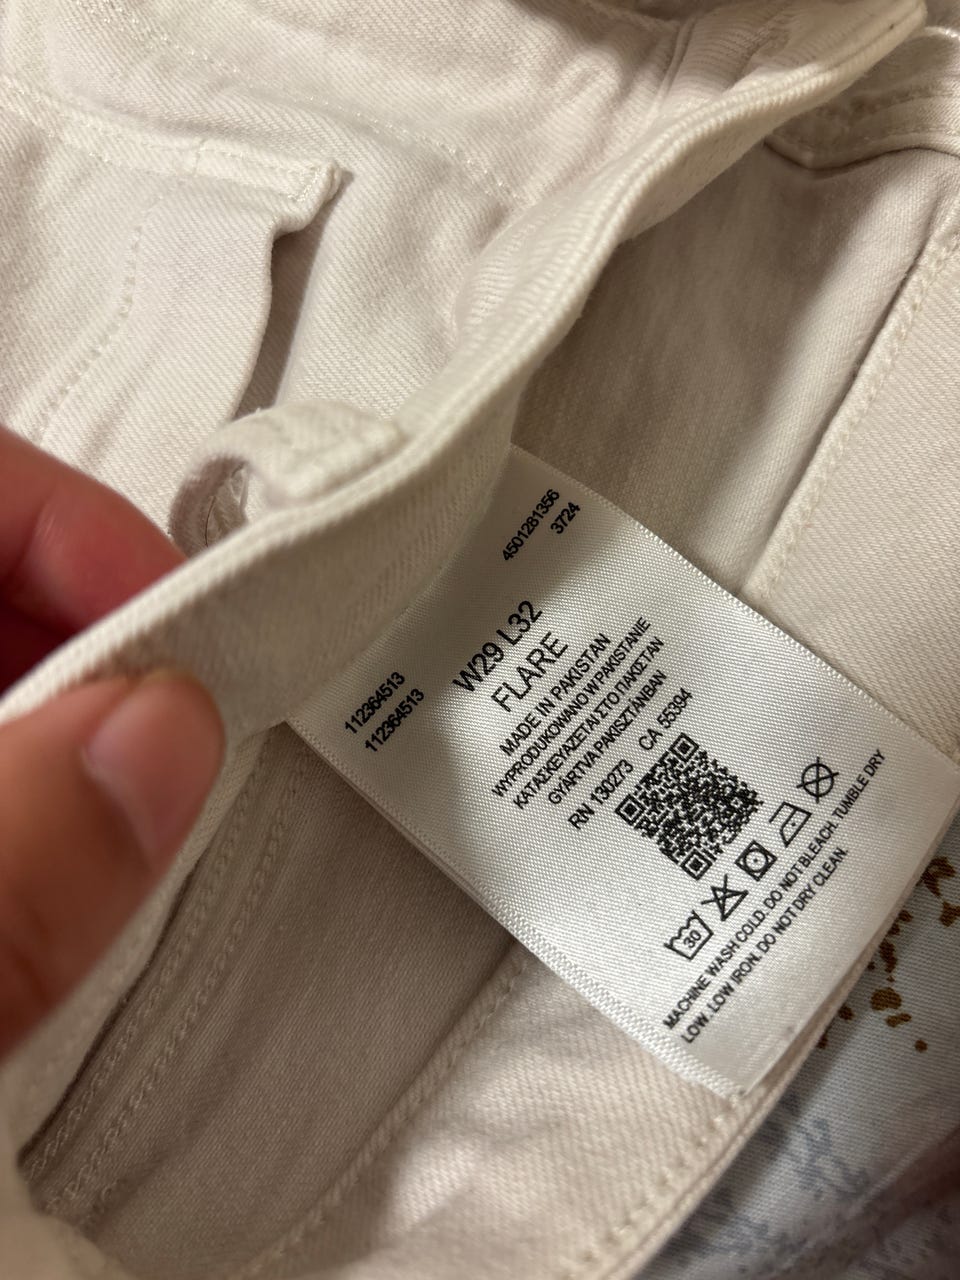 4501281356
3724
112364513
112364513
W29 L32
FLARE
MADE IN PAKISTAN
WYPRODUKOWANO W PAKISTANIE
ΚΑΤΑΣΚΕΥΑΖΕΤΑΙ ΣΤΟ ΠΑΚΙΣΤΑΝ
GYÁRTVA PAKISZTÁNBAN
RN 130273 CA 55394
30
MACHINE WASH COLD. DO NOT BLEACH. TUMBLE DRY
LOW. LOW IRON. DO NOT DRY CLEAN.